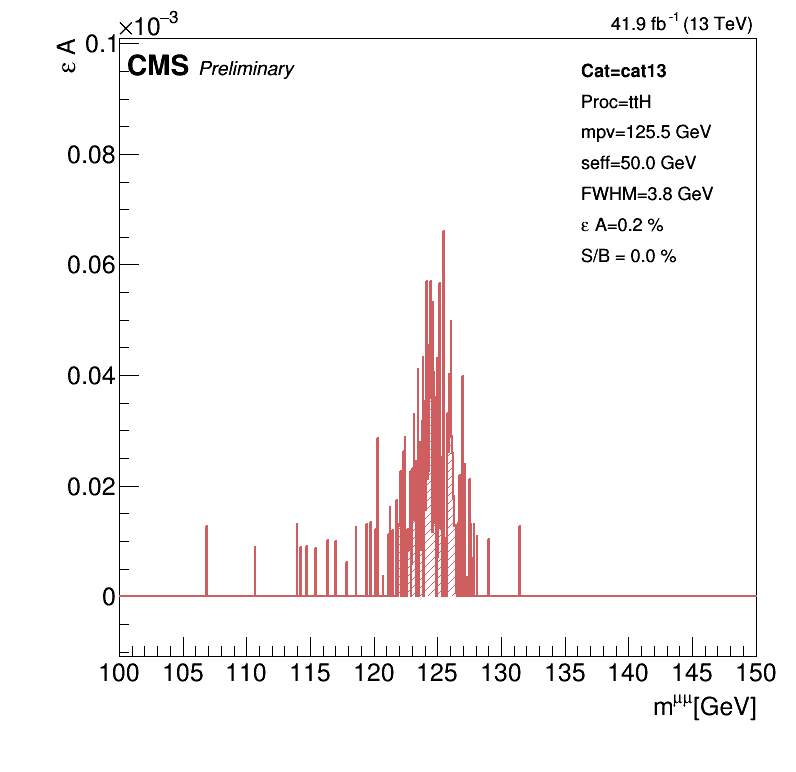 ×10⁻³
41.9 fb⁻¹ (13 TeV)
ε A
0.1
0.08
0.06
0.04
0.02
0
CMS Preliminary
Cat=cat13
Proc=ttH
mpv=125.5 GeV
seff=50.0 GeV
FWHM=3.8 GeV
ε A=0.2 %
S/B = 0.0 %
100 105 110 115 120 125 130 135 140 145 150
m^μμ[GeV]